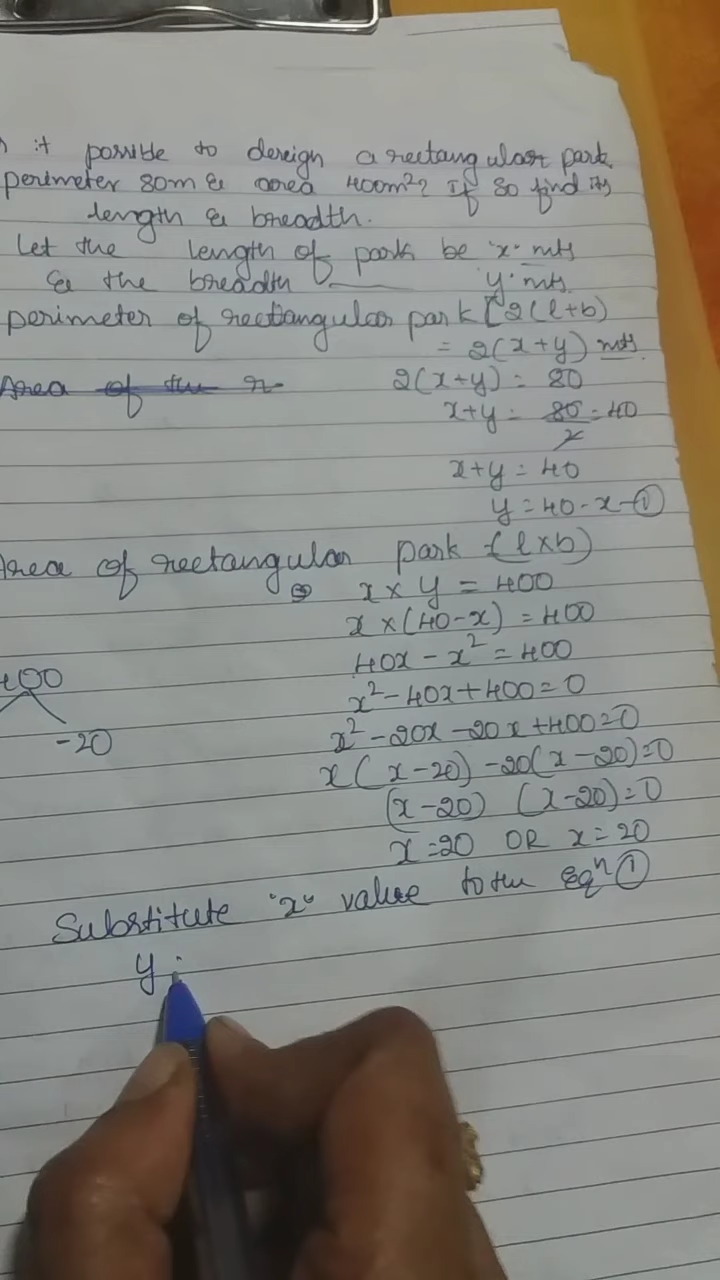 it possible to design a rectangular park
perimeter 80m & area 400m²? If so find its
length & breadth.
Let the length of park be 'x' mts
& the breadth ——— y mts
perimeter of rectangular park [2(l+b)
= 2(x+y) mts
Area of the r 2(x+y) = 80
x+y = 80/2 = 40
x+y = 40
y = 40 - x - ①
Area of rectangular park (l×b)
x × y = 400
x × (40-x) = 400
40x - x² = 400
400 x² - 40x + 400 = 0
-20 x² - 20x - 20x + 400 = 0
x(x-20) - 20(x-20) = 0
(x-20) (x-20) = 0
x = 20 OR x = 20
Substitute 'x' value to the eqⁿ ①
y